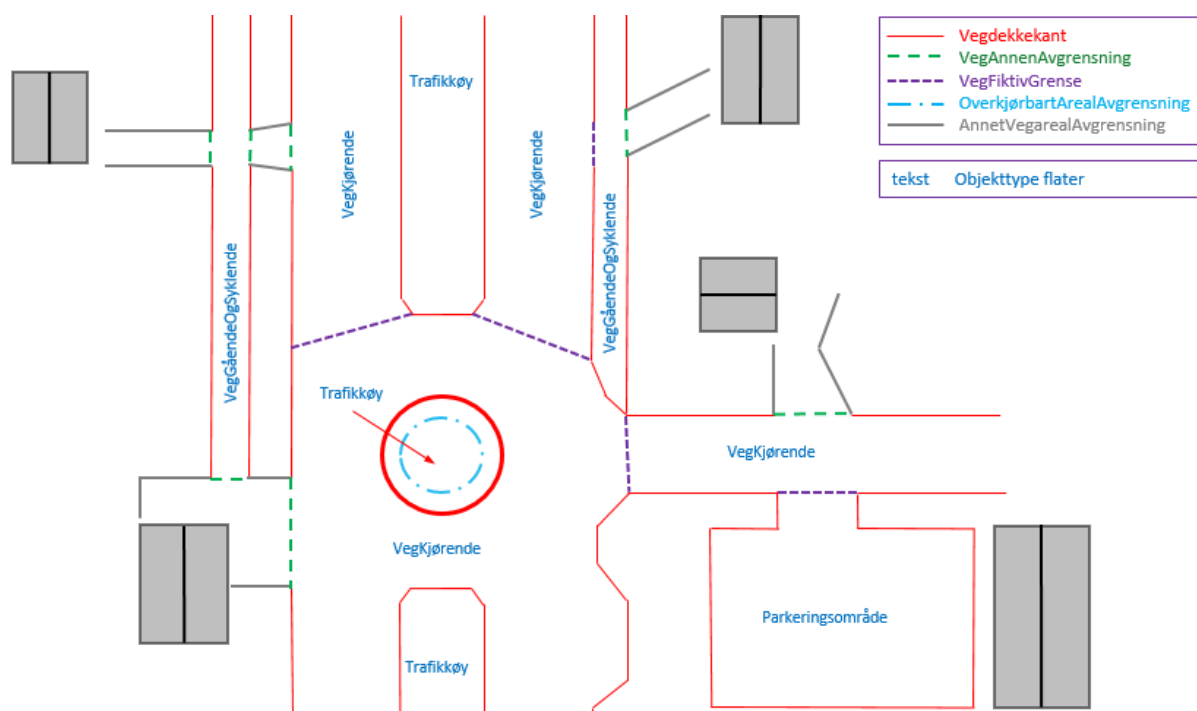 Trafikkøy
VegKjørende
VegKjørende
VegGåendeOgSyklende
VegGåendeOgSyklende
Trafikkøy
VegKjørende
VegKjørende
Parkeringsområde
Trafikkøy
Vegdekkekant
VegAnnenAvgrensning
VegFiktivGrense
OverkjørbartArealAvgrensning
AnnetVegarealAvgrensning
tekst Objekttype flater